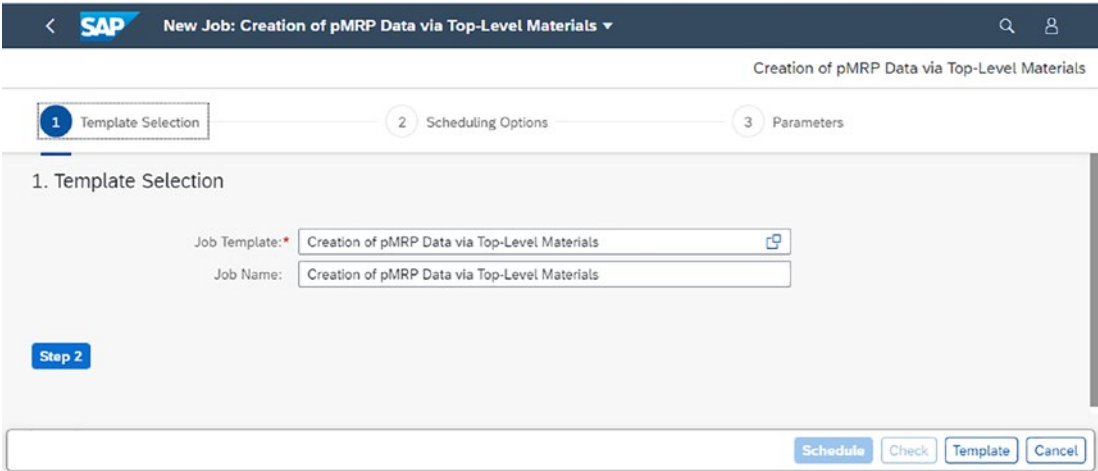 SAP New Job: Creation of pMRP Data via Top-Level Materials
Creation of pMRP Data via Top-Level Materials
1 Template Selection 2 Scheduling Options 3 Parameters
1. Template Selection
Job Template:* Creation of pMRP Data via Top-Level Materials
Job Name: Creation of pMRP Data via Top-Level Materials
Step 2
Schedule Check Template Cancel